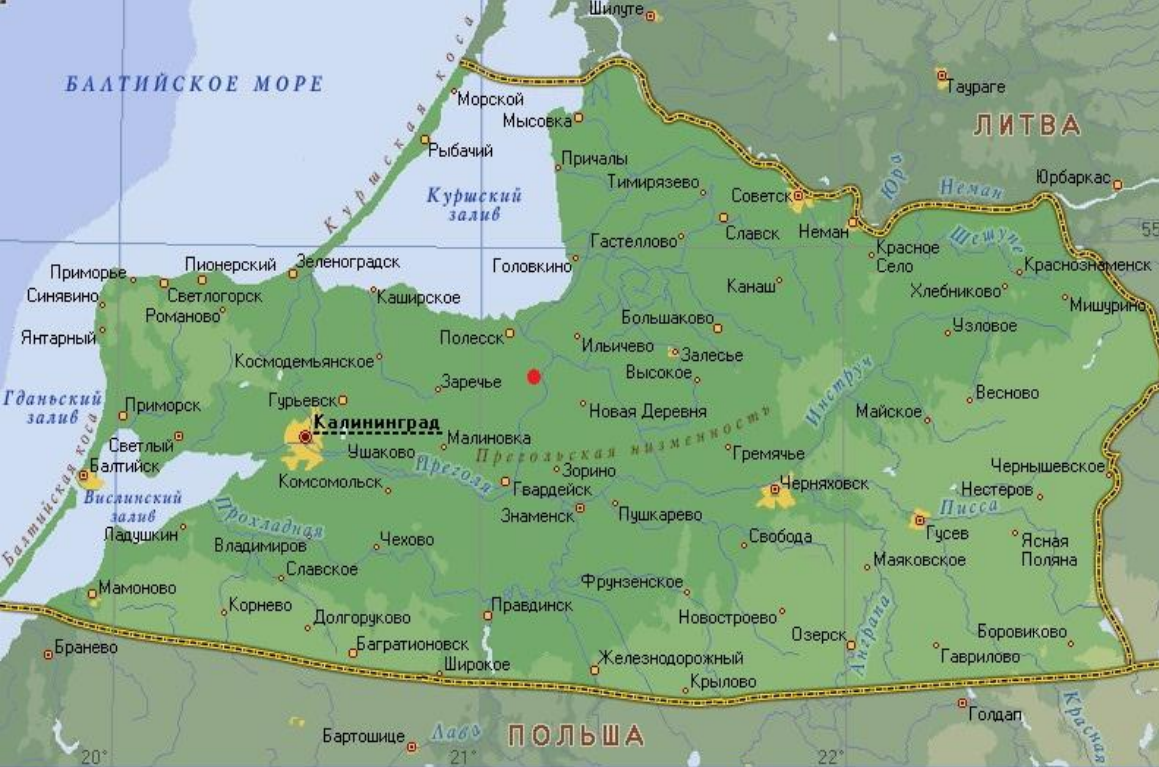 Шилуте
БАЛТИЙСКОЕ МОРЕ
Куршская коса
Таураге
Морской
Мысовка
ЛИТВА
Рыбачий
Причалы
Куршский
залив
Тимирязево
Советск
Юра
Неман
Юрбаркас
Славск
Неман
Гастеллово
Шешупе
55
Красное
Село
Головкино
Краснознаменск
Приморье
Пионерский
Зеленоградск
Канаш
Хлебниково
Мишурино
Синявино
Светлогорск
Каширское
Романово
Большаково
Узловое
Янтарный
Полесск
Ильичево
Залесье
Космодемьянское
Высокое
Заречье
Инструч
Гданьский
залив
Приморск
Гурьевск
Новая Деревня
Майское
Весново
Калининград
Светлый
Ушаково
Малиновка
Прегольская низменность
Гремячье
Балтийская коса
Балтийск
Преголя
Зорино
Чернышевское
Комсомольск
Гвардейск
Черняховск
Нестеров
Вислинский
залив
Прохладная
Знаменск
Пушкарево
Писса
Гусев
Ладушкин
Владимиров
Чехово
Свобода
Ясная
Поляна
Маяковское
Славское
Фрунзенское
Мамоново
Корнево
Долгоруково
Правдинск
Новостроево
Анграпа
Озерск
Боровиково
Бранево
Багратионовск
Широкое
Железнодорожный
Гаврилово
Крылово
Голдап
Красная
Бартошице
Лава
ПОЛЬША
20°
21°
22°